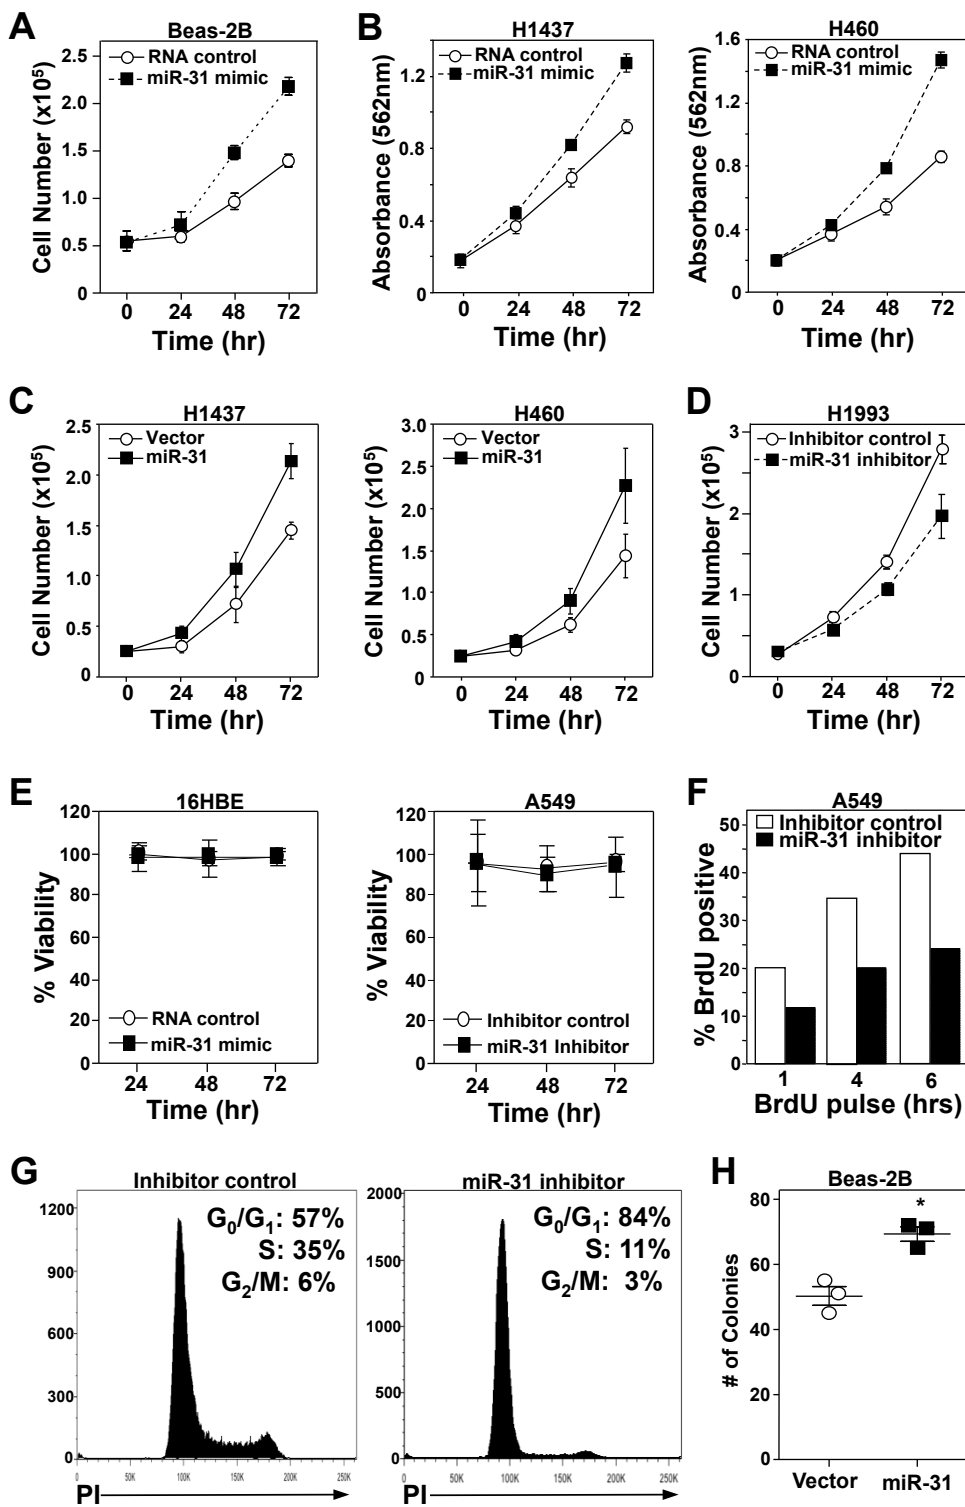 A
Beas-2B
RNA control
miR-31 mimic
Cell Number (x10⁵)
2.5
2.0
1.5
1.0
0.5
0
0 24 48 72
Time (hr)
B
H1437
RNA control
miR-31 mimic
Absorbance (562nm)
1.2
0.8
0.4
0
0 24 48 72
Time (hr)
H460
RNA control
miR-31 mimic
Absorbance (562nm)
1.6
1.2
0.8
0.4
0
0 24 48 72
Time (hr)
C
H1437
Vector
miR-31
Cell Number (x10⁵)
2.5
2.0
1.5
1.0
0.5
0
0 24 48 72
Time (hr)
H460
Vector
miR-31
Cell Number (x10⁵)
3.0
2.5
2.0
1.5
1.0
0.5
0
0 24 48 72
Time (hr)
D
H1993
Inhibitor control
miR-31 inhibitor
Cell Number (x10⁵)
3
2
1
0
0 24 48 72
Time (hr)
E
16HBE
% Viability
120
100
80
60
40
20
0
RNA control
miR-31 mimic
24 48 72
Time (hr)
A549
% Viability
120
100
80
60
40
20
0
Inhibitor control
miR-31 Inhibitor
24 48 72
Time (hr)
F
A549
Inhibitor control
miR-31 inhibitor
% BrdU positive
50
40
30
20
10
0
1 4 6
BrdU pulse (hrs)
G
Inhibitor control
G₀/G₁: 57%
S: 35%
G₂/M: 6%
1200
900
600
300
0
0 50K 100K 150K 200K 250K
PI
miR-31 inhibitor
G₀/G₁: 84%
S: 11%
G₂/M: 3%
2000
1500
1000
500
0
0 50K 100K 150K 200K 250K
PI
H
Beas-2B
*
# of Colonies
80
60
40
20
0
Vector miR-31